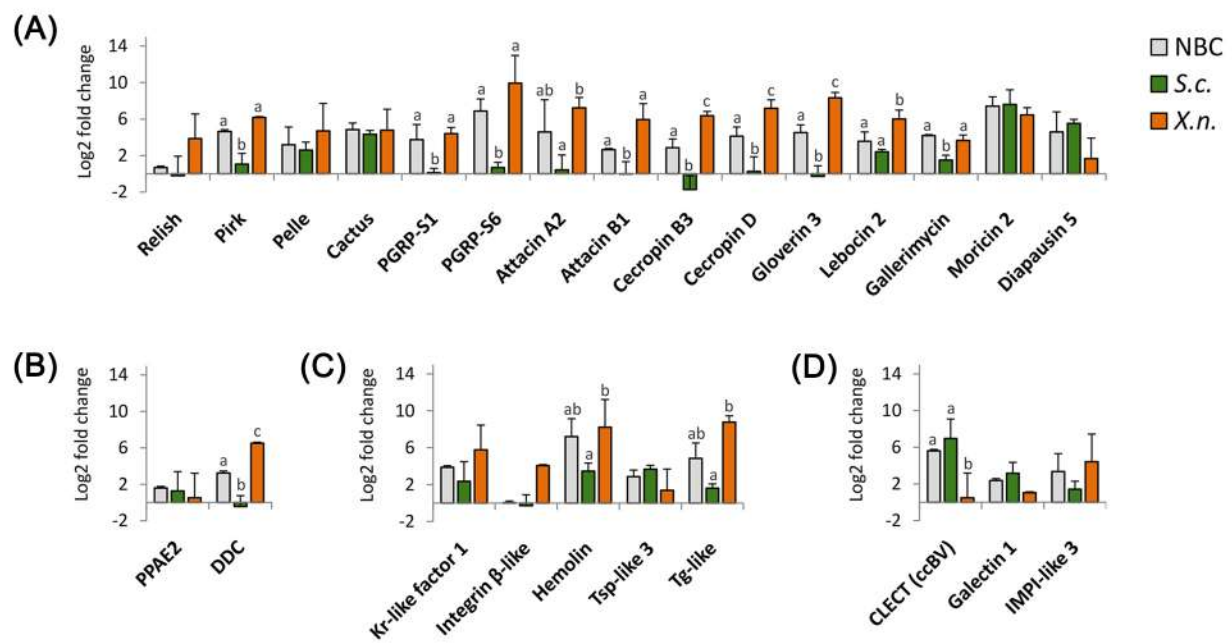 (A)
Log2 fold change
14
10
6
2
-2
a a
b
a a
b
a a
b
ab b
a
a a
b
a c
b
a c
b
a c
b
a b
a
a a
b
NBC
S.c.
X.n.
Relish
Pirk
Pelle
Cactus
PGRP-S1
PGRP-S6
Attacin A2
Attacin B1
Cecropin B3
Cecropin D
Gloverin 3
Lebocin 2
Gallerimycin
Moricin 2
Diapausin 5
(B)
Log2 fold change
14
10
6
2
-2
a b c
PPAE2
DDC
(C)
Log2 fold change
14
10
6
2
-2
ab a b
ab a b
Kr-like factor 1
Integrin β-like
Hemolin
Tsp-like 3
Tg-like
(D)
Log2 fold change
14
10
6
2
-2
a a b
CLECT (ccBV)
Galectin 1
IMPI-like 3